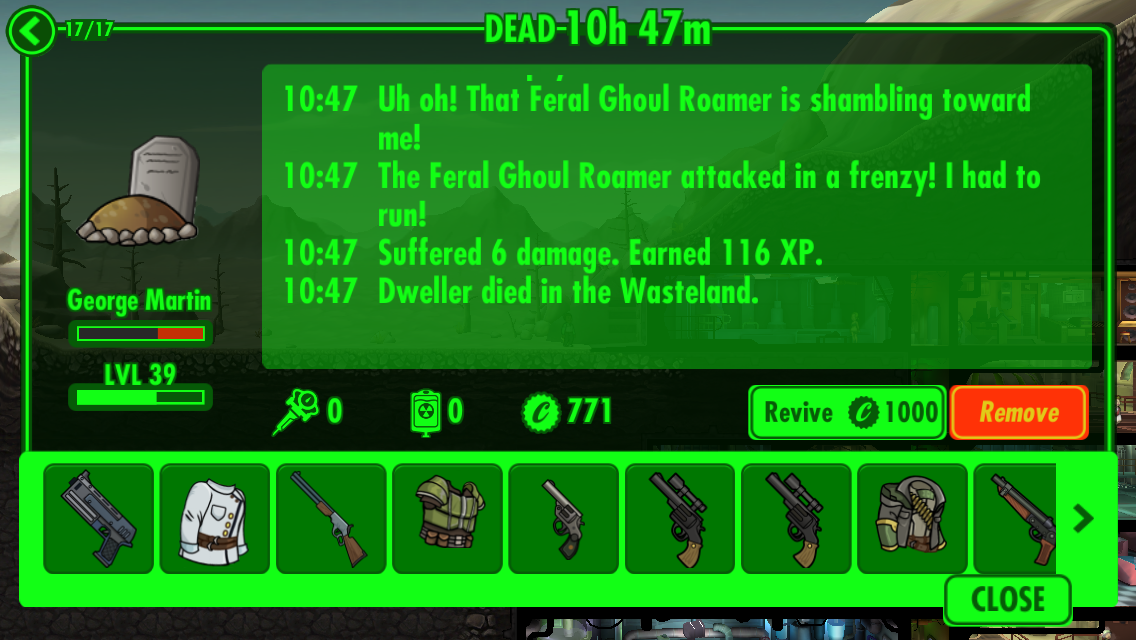 17/17
DEAD-10h 47m
10:47 Uh oh! That Feral Ghoul Roamer is shambling toward
me!
10:47 The Feral Ghoul Roamer attacked in a frenzy! I had to
run!
10:47 Suffered 6 damage. Earned 116 XP.
10:47 Dweller died in the Wasteland.
George Martin
LVL 39
0
0
C 771
Revive C 1000
Remove
CLOSE